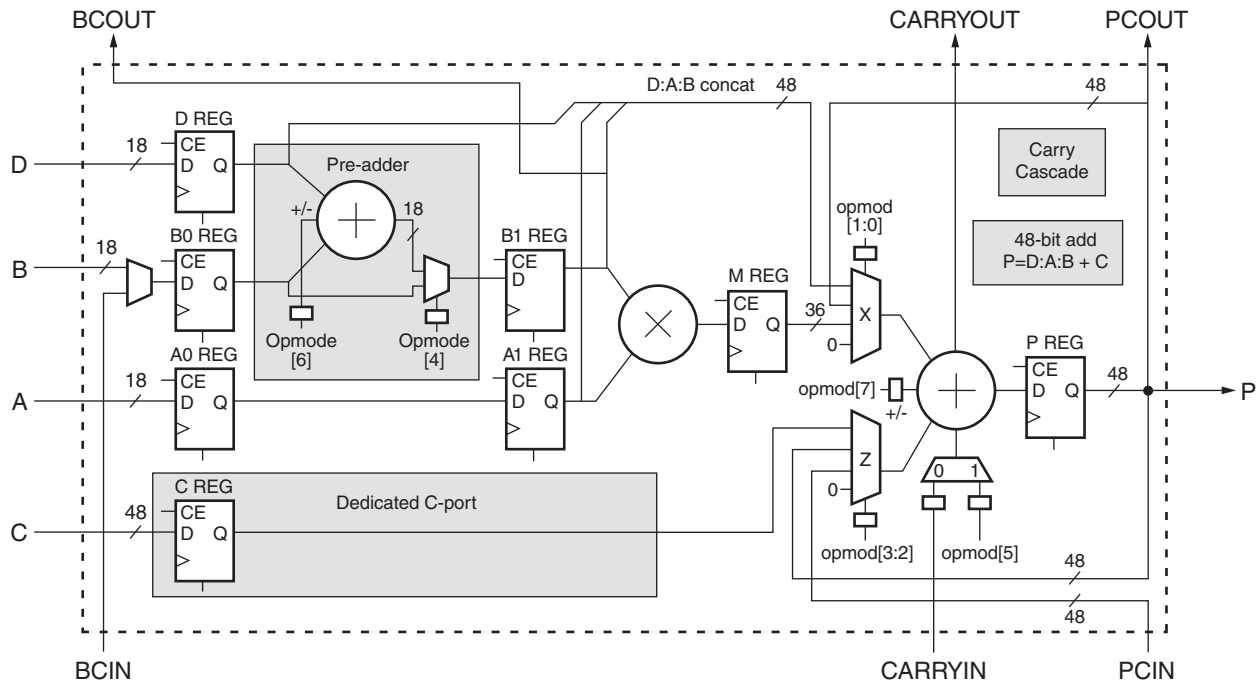 BCOUT
CARRYOUT
PCOUT
D:A:B concat
48
48
D REG
18
CE
D
D Q
Pre-adder
Carry
Cascade
+/-
18
opmod
[1:0]
48-bit add
P=D:A:B + C
B0 REG
18
CE
B
D Q
B1 REG
CE
D
M REG
CE
D Q
36
X
0
Opmode
[6]
Opmode
[4]
A0 REG
18
CE
A
D Q
A1 REG
CE
D Q
opmod[7]
+/-
P REG
CE
D Q
48
P
Z
0
0 1
C REG
48
CE
C
D Q
Dedicated C-port
opmod[3:2]
opmod[5]
48
48
BCIN
CARRYIN
PCIN